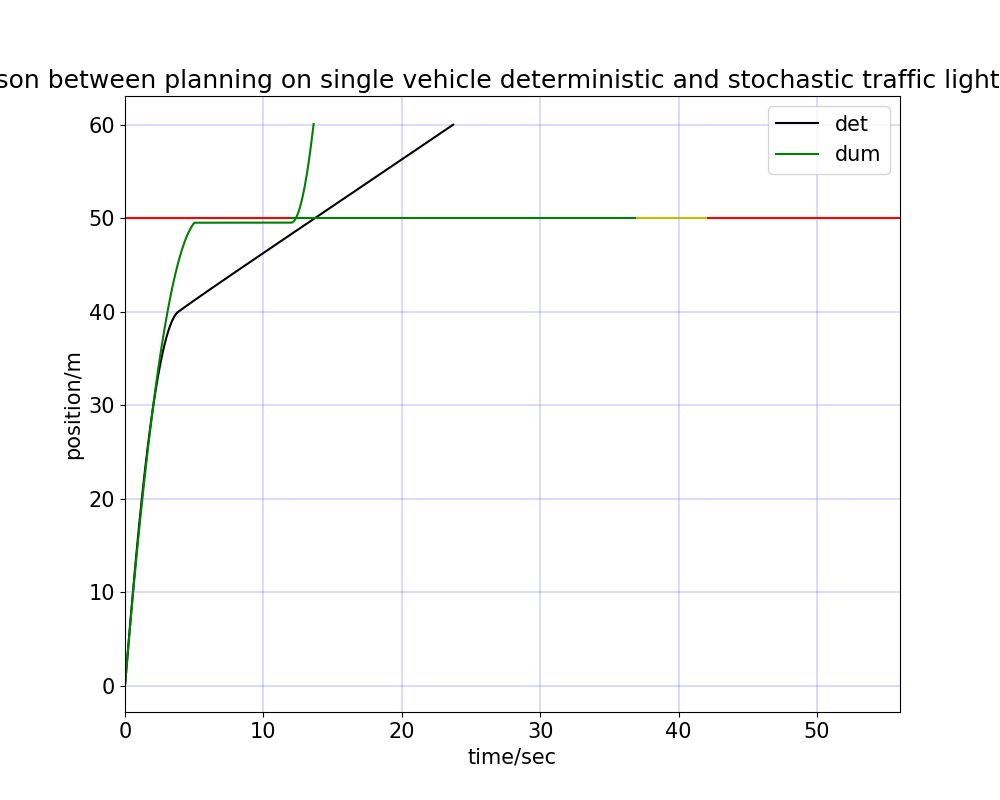 son between planning on single vehicle deterministic and stochastic traffic light
det
dum
60
50
40
30
20
10
0
position/m
0 10 20 30 40 50
time/sec